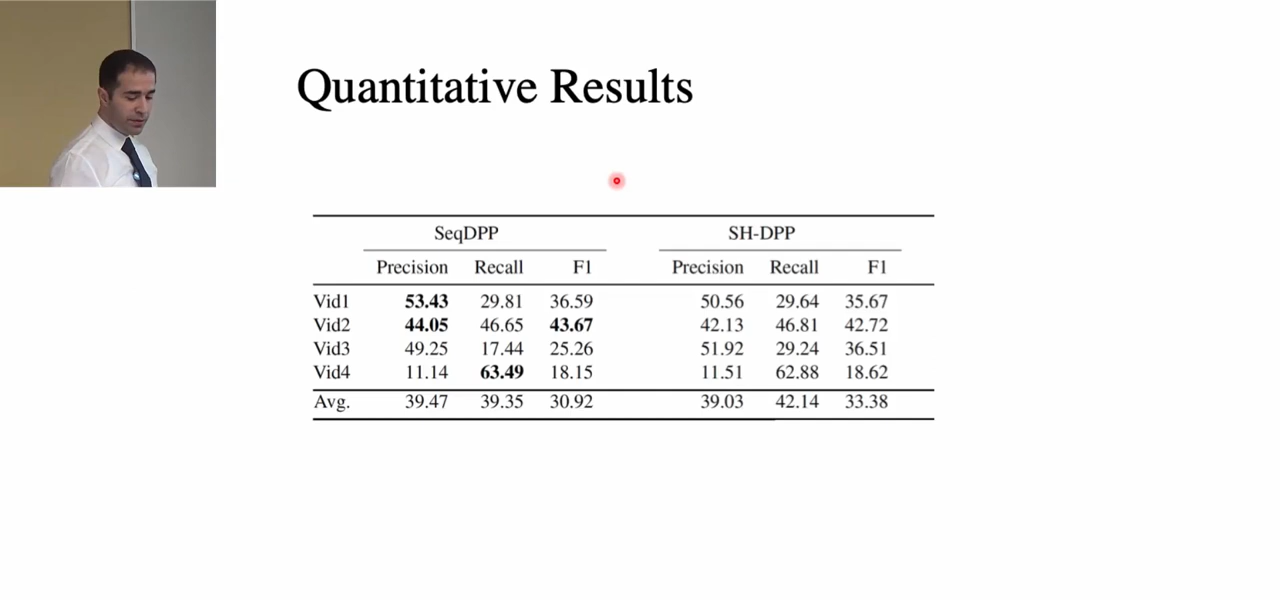 Quantitative Results
SeqDPP SH-DPP
Precision Recall F1 Precision Recall F1
Vid1 53.43 29.81 36.59 50.56 29.64 35.67
Vid2 44.05 46.65 43.67 42.13 46.81 42.72
Vid3 49.25 17.44 25.26 51.92 29.24 36.51
Vid4 11.14 63.49 18.15 11.51 62.88 18.62
Avg. 39.47 39.35 30.92 39.03 42.14 33.38